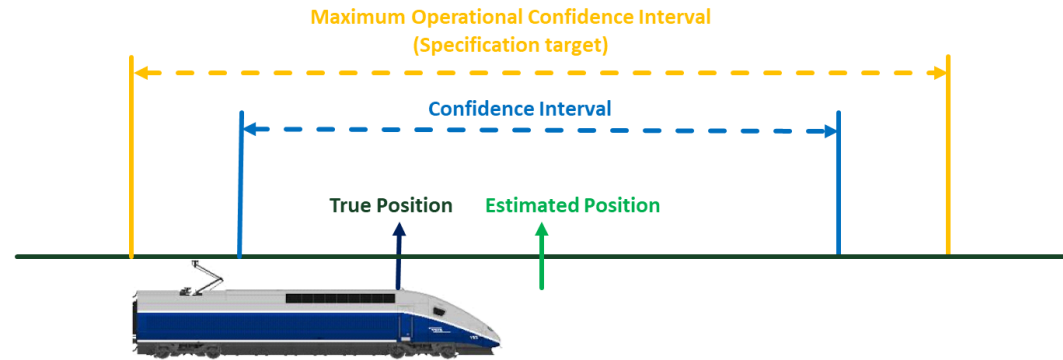 Maximum Operational Confidence Interval
(Specification target)
Confidence Interval
True Position Estimated Position